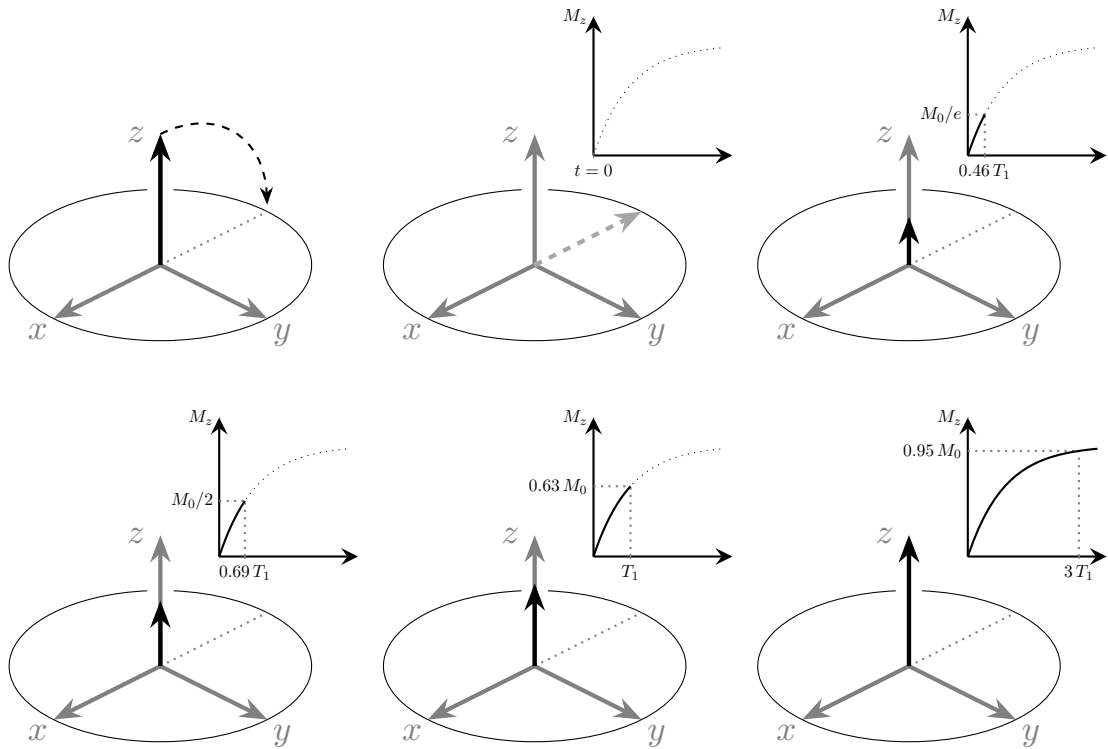 z
x
y
M_z
t = 0
z
x
y
M_z
M_0/e
0.46 T_1
z
x
y
M_z
M_0/2
0.69 T_1
z
x
y
M_z
0.63 M_0
T_1
z
x
y
M_z
0.95 M_0
3 T_1
z
x
y